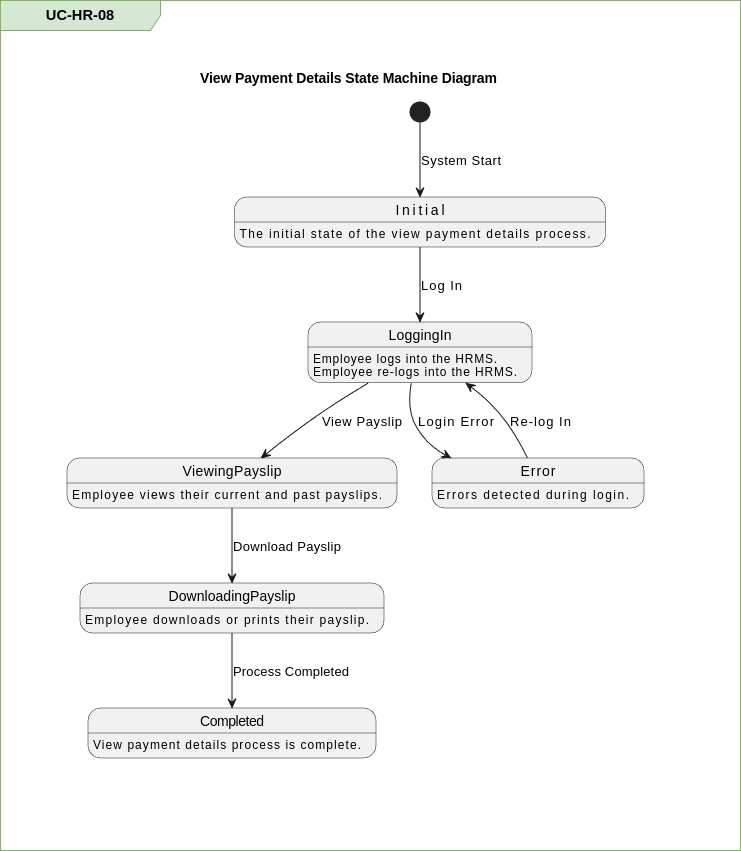 UC-HR-08
View Payment Details State Machine Diagram
System Start
Initial
The initial state of the view payment details process.
Log In
LoggingIn
Employee logs into the HRMS.
Employee re-logs into the HRMS.
View Payslip
Login Error
Re-log In
ViewingPayslip
Employee views their current and past payslips.
Error
Errors detected during login.
Download Payslip
DownloadingPayslip
Employee downloads or prints their payslip.
Process Completed
Completed
View payment details process is complete.